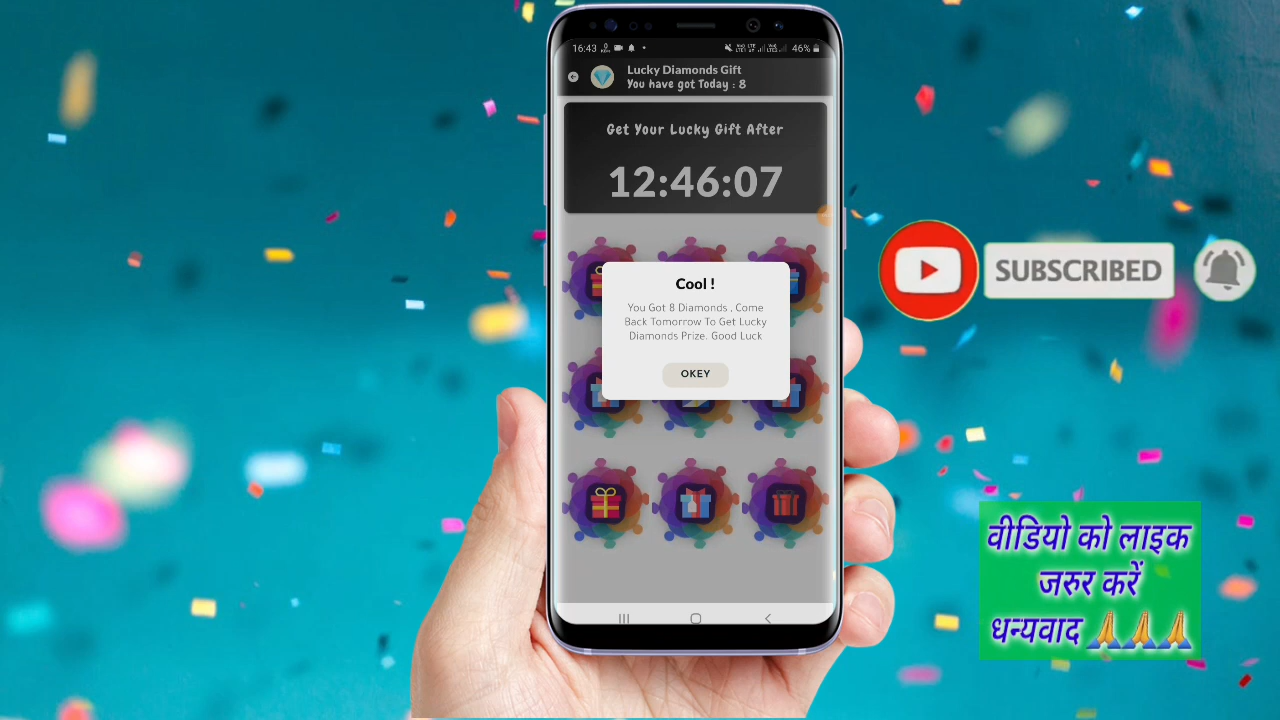 16:43
46%
Lucky Diamonds Gift
You have got Today : 8
Get Your Lucky Gift After
12:46:07
Cool !
You Got 8 Diamonds , Come
Back Tomorrow To Get Lucky
Diamonds Prize. Good Luck
OKEY
SUBSCRIBED
वीडियो को लाइक
जरुर करें
धन्यवाद 🙏🙏🙏